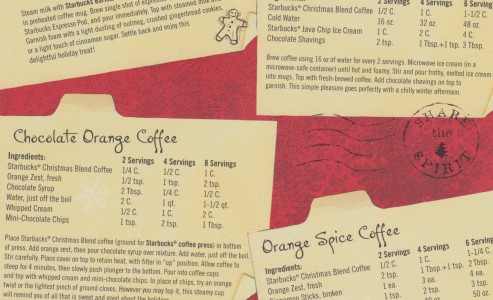 Steam milk with Starbucks
in preheated coffee mug. Brew single shot of
Starbucks Espresso Pod, and pour immediately. Top with steamed milk
Garnish foam with a light dusting of nutmeg, crushed gingerbread cookies,
or a light touch of cinnamon sugar. Settle back and enjoy this
delightful holiday treat!
2 Servings 4 Servings 6 Serving
Starbucks® Christmas Blend Coffee 1/2 C. 1 C. 1-1/2 C.
Cold Water 16 oz. 32 oz. 48 oz.
Starbucks® Java Chip Ice Cream 1 C. 2 C. 4 C.
Chocolate Shavings 2 tsp. 1 Tbsp.+1 tsp. 3 Tbsp.
Brew coffee using 16 oz of water for every 2 servings. Microwave ice cream (in a
microwave-safe container) until hot and foamy. Stir and pour frothy, melted ice cream
into mugs. Top with fresh-brewed coffee. Add chocolate shavings on top to
garnish. This simple pleasure goes perfectly with a chilly winter afternoon.
SHARE
the
SPIRIT
Chocolate Orange Coffee
Ingredients: 2 Servings 4 Servings 8 Servings
Starbucks® Christmas Blend Coffee 1/4 C. 1/2 C. 1 C.
Orange Zest, fresh 1/2 tsp. 1 tsp. 2 tsp.
Chocolate Syrup 2 Tbsp. 1/4 C. 1/2 C.
Water, just off the boil 2 C. 1 qt. 1-1/2 qt.
Whipped Cream 1/2 C. 1 C. 2 C.
Mini-Chocolate Chips 1 tsp. 2 tsp. 1 Tbsp.
Place Starbucks® Christmas Blend coffee (ground for Starbucks® coffee press) in bottom
of press. Add orange zest, then pour chocolate syrup over mixture. Add water, just off the boil.
Stir carefully. Place cover on top to retain heat, with filter in "up" position. Allow coffee to
steep for 4 minutes, then slowly push plunger to the bottom. Pour into coffee cups
and top with whipped cream and mini-chocolate chips. In place of chips, try an orange
twist or the lightest pinch of ground cloves. However you may top it, this steamy cup
will remind you of all that is sweet and good about the
Orange Spice Coffee
Ingredients: 2 Servings 4 Servings 6 Serving
Starbucks® Christmas Blend Coffee 1/2 C. 1 C.
Orange Zest, fresh 2 tsp. 1 Tbsp.+1 tsp. 2 Tbsp.
Cinnamon Sticks, broken 1 tsp.